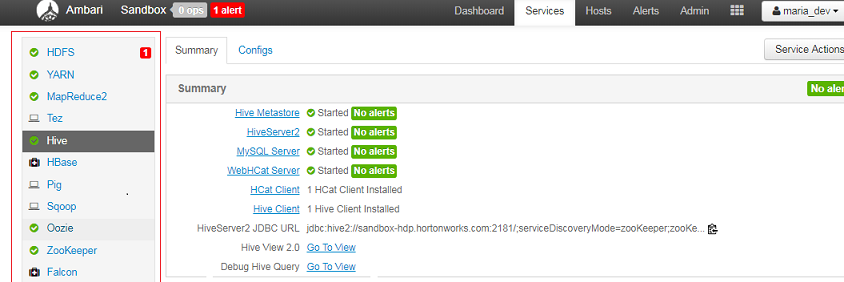 Ambari Sandbox 0 ops 1 alert Dashboard Services Hosts Alerts Admin maria_dev
HDFS 1
YARN
MapReduce2
Tez
Hive
HBase
Pig
Sqoop
Oozie
ZooKeeper
Falcon
Summary Configs Service Actions
Summary No aler
Hive Metastore Started No alerts
HiveServer2 Started No alerts
MySQL Server Started No alerts
WebHCat Server Started No alerts
HCat Client 1 HCat Client Installed
Hive Client 1 Hive Client Installed
HiveServer2 JDBC URL jdbc:hive2://sandbox-hdp.hortonworks.com:2181/;serviceDiscoveryMode=zooKeeper;zooKe...
Hive View 2.0 Go To View
Debug Hive Query Go To View